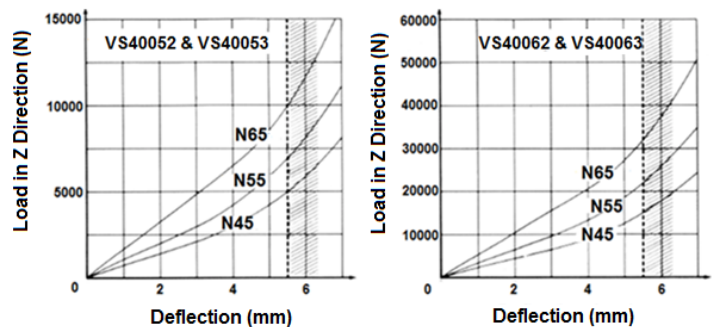 15000
VS40052 & VS40053
10000
N65
N55
5000
N45
0
2
4
6
Load in Z Direction (N)
Deflection (mm)
60000
VS40062 & VS40063
50000
40000
30000
N65
20000
N55
N45
10000
0
0
2
4
6
Load in Z Direction (N)
Deflection (mm)